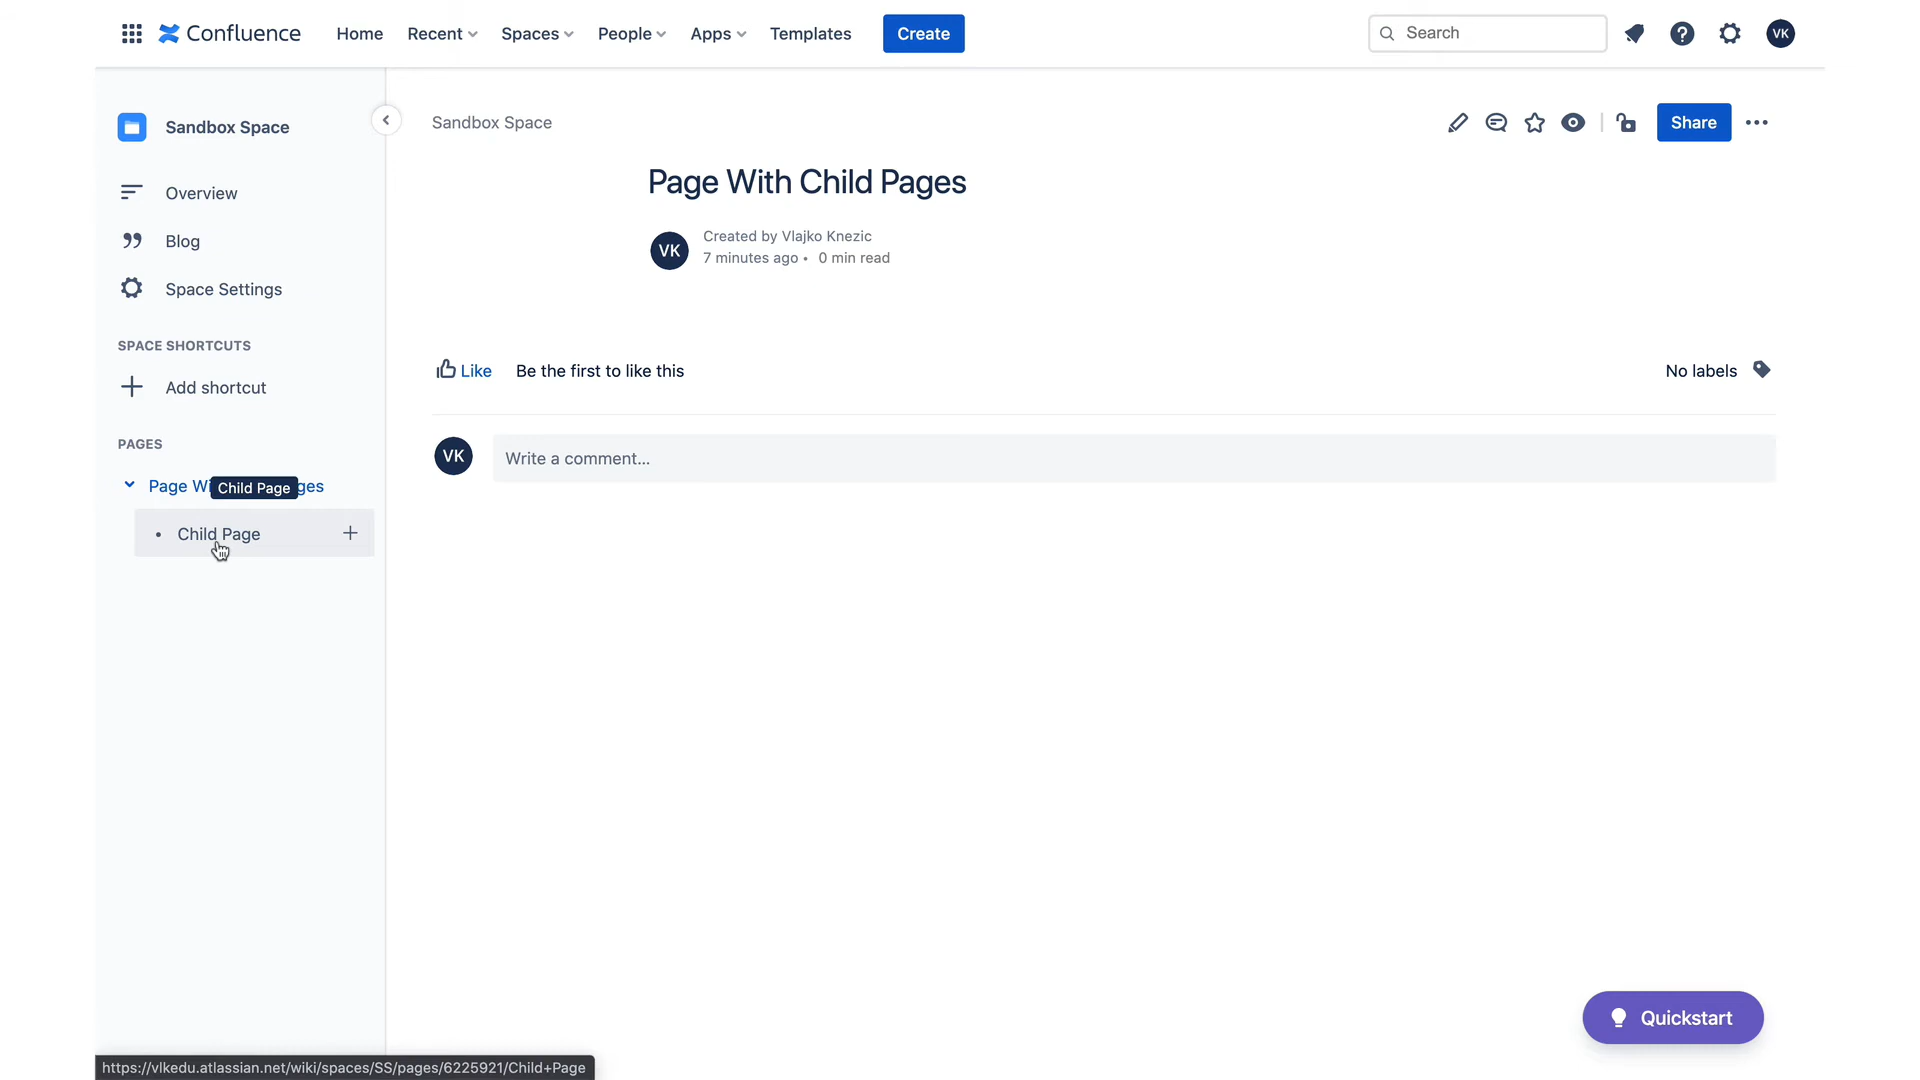 Confluence Home Recent Spaces People Apps Templates Create Search VK
Sandbox Space
Overview
Blog
Space Settings
SPACE SHORTCUTS
Add shortcut
PAGES
Page Wi ges
Child Page
Child Page
Sandbox Space
Share
Page With Child Pages
VK
Created by Vlajko Knezic
7 minutes ago • 0 min read
Like Be the first to like this No labels
VK Write a comment...
Quickstart
https://vlkedu.atlassian.net/wiki/spaces/SS/pages/6225921/Child+Page